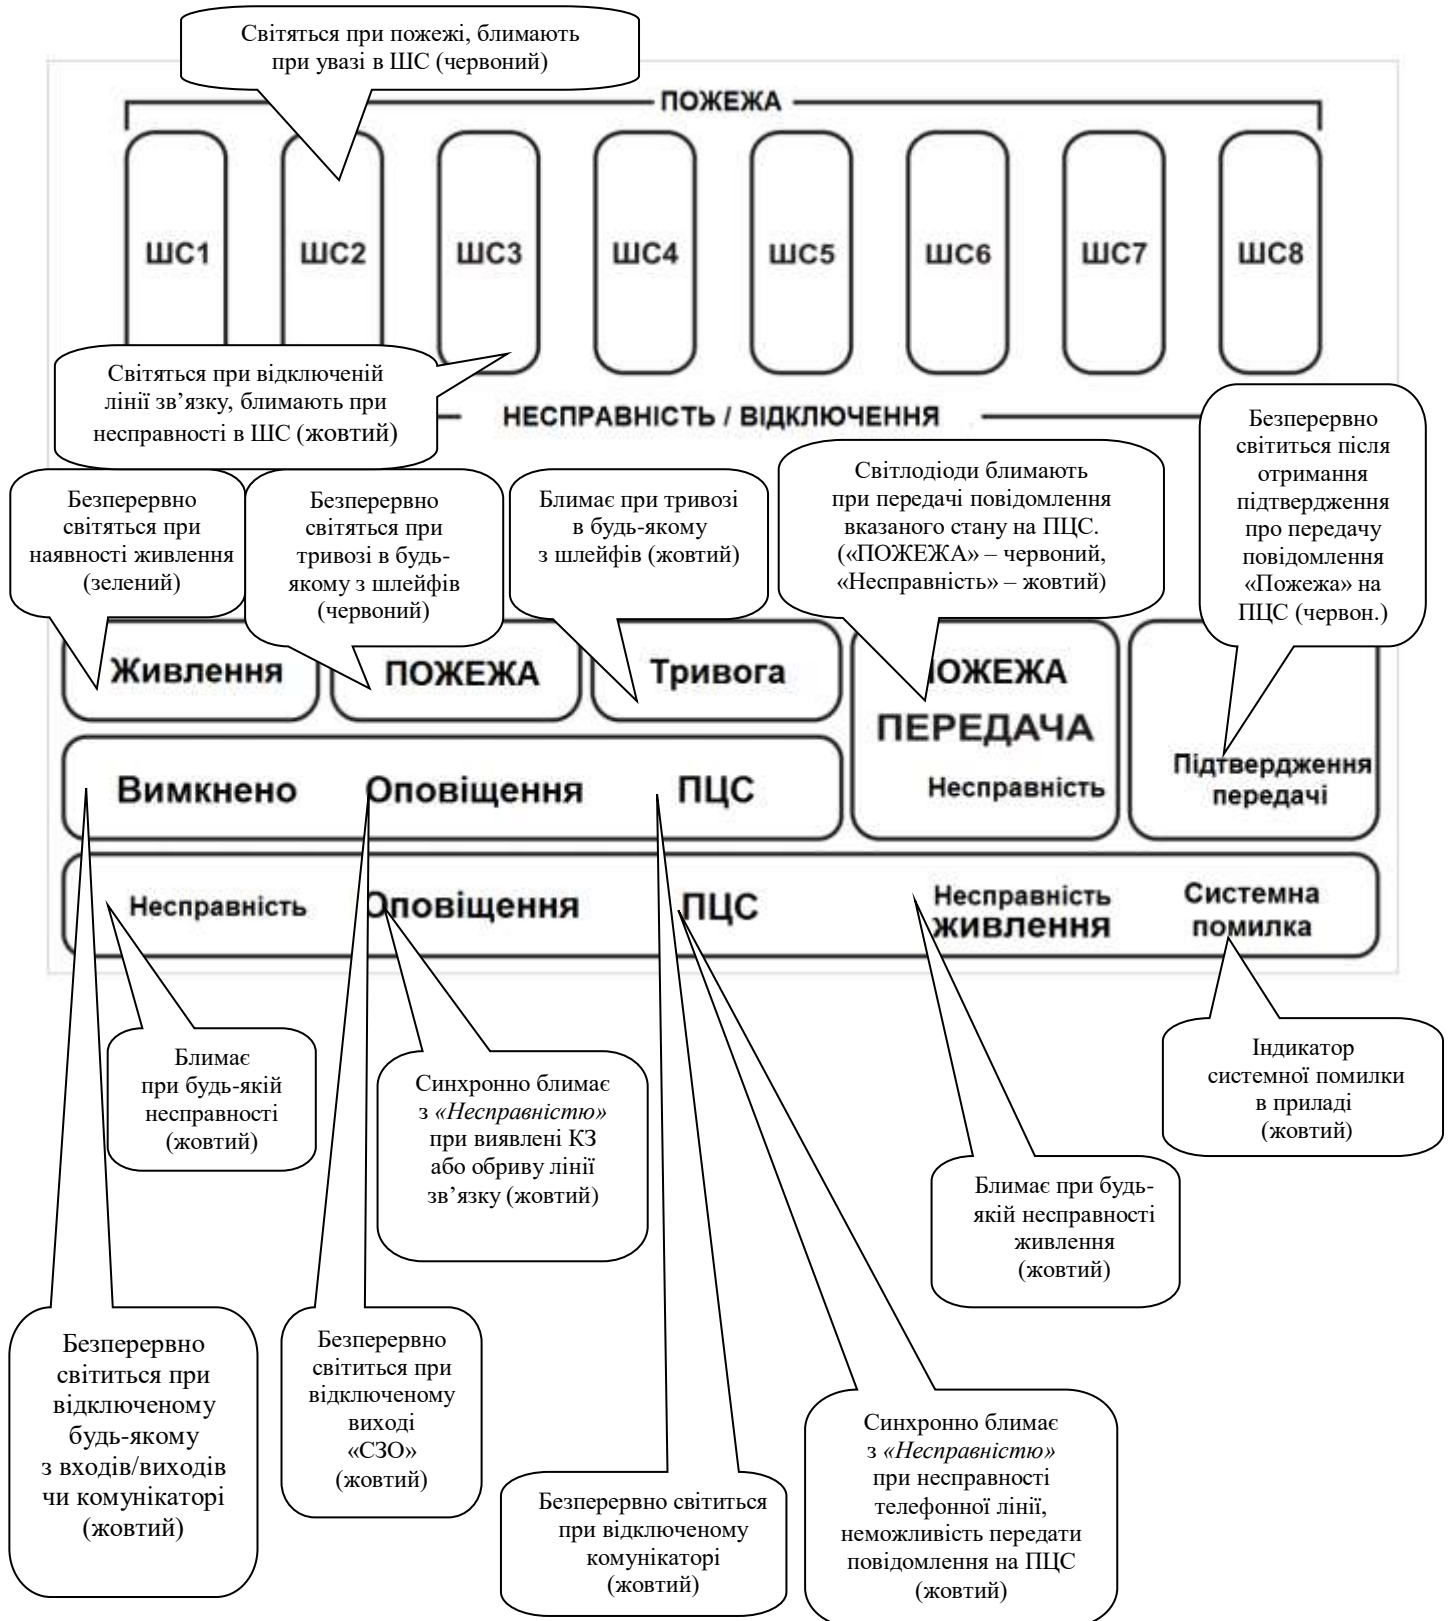 Світяться при пожежі, блимають
при увазі в ШС (червоний)
ПОЖЕЖА
ШС1 ШС2 ШС3 ШС4 ШС5 ШС6 ШС7 ШС8
Світяться при відключеній
лінії зв’язку, блимають при
несправності в ШС (жовтий)
НЕСПРАВНІСТЬ / ВІДКЛЮЧЕННЯ
Безперервно
світиться після
отримання
підтвердження
про передачу
повідомлення
«Пожежа» на
ПЦС (червон.)
Безперервно
світяться при
наявності живлення
(зелений)
Безперервно
світяться при
тривозі в будь-
якому з шлейфів
(червоний)
Блимає при тривозі
в будь-якому
з шлейфів (жовтий)
Світлодіоди блимають
при передачі повідомлення
вказаного стану на ПЦС.
(«ПОЖЕЖА» – червоний,
«Несправність» – жовтий)
Живлення ПОЖЕЖА Тривога ПОЖЕЖА
ПЕРЕДАЧА
Вимкнено Оповіщення ПЦС Несправність
Підтвердження
передачі
Несправність Оповіщення ПЦС
Несправність
живлення
Системна
помилка
Блимає
при будь-якій
несправності
(жовтий)
Синхронно блимає
з «Несправністю»
при виявлені КЗ
або обриву лінії
зв’язку (жовтий)
Індикатор
системної помилки
в приладі
(жовтий)
Блимає при будь-
якій несправності
живлення
(жовтий)
Безперервно
світиться при
відключеному
будь-якому
з входів/виходів
чи комунікаторі
(жовтий)
Безперервно
світиться при
відключеному
виході
«СЗО»
(жовтий)
Безперервно світиться
при відключеному
комунікаторі
(жовтий)
Синхронно блимає
з «Несправністю»
при несправності
телефонної лінії,
неможливість передати
повідомлення на ПЦС
(жовтий)